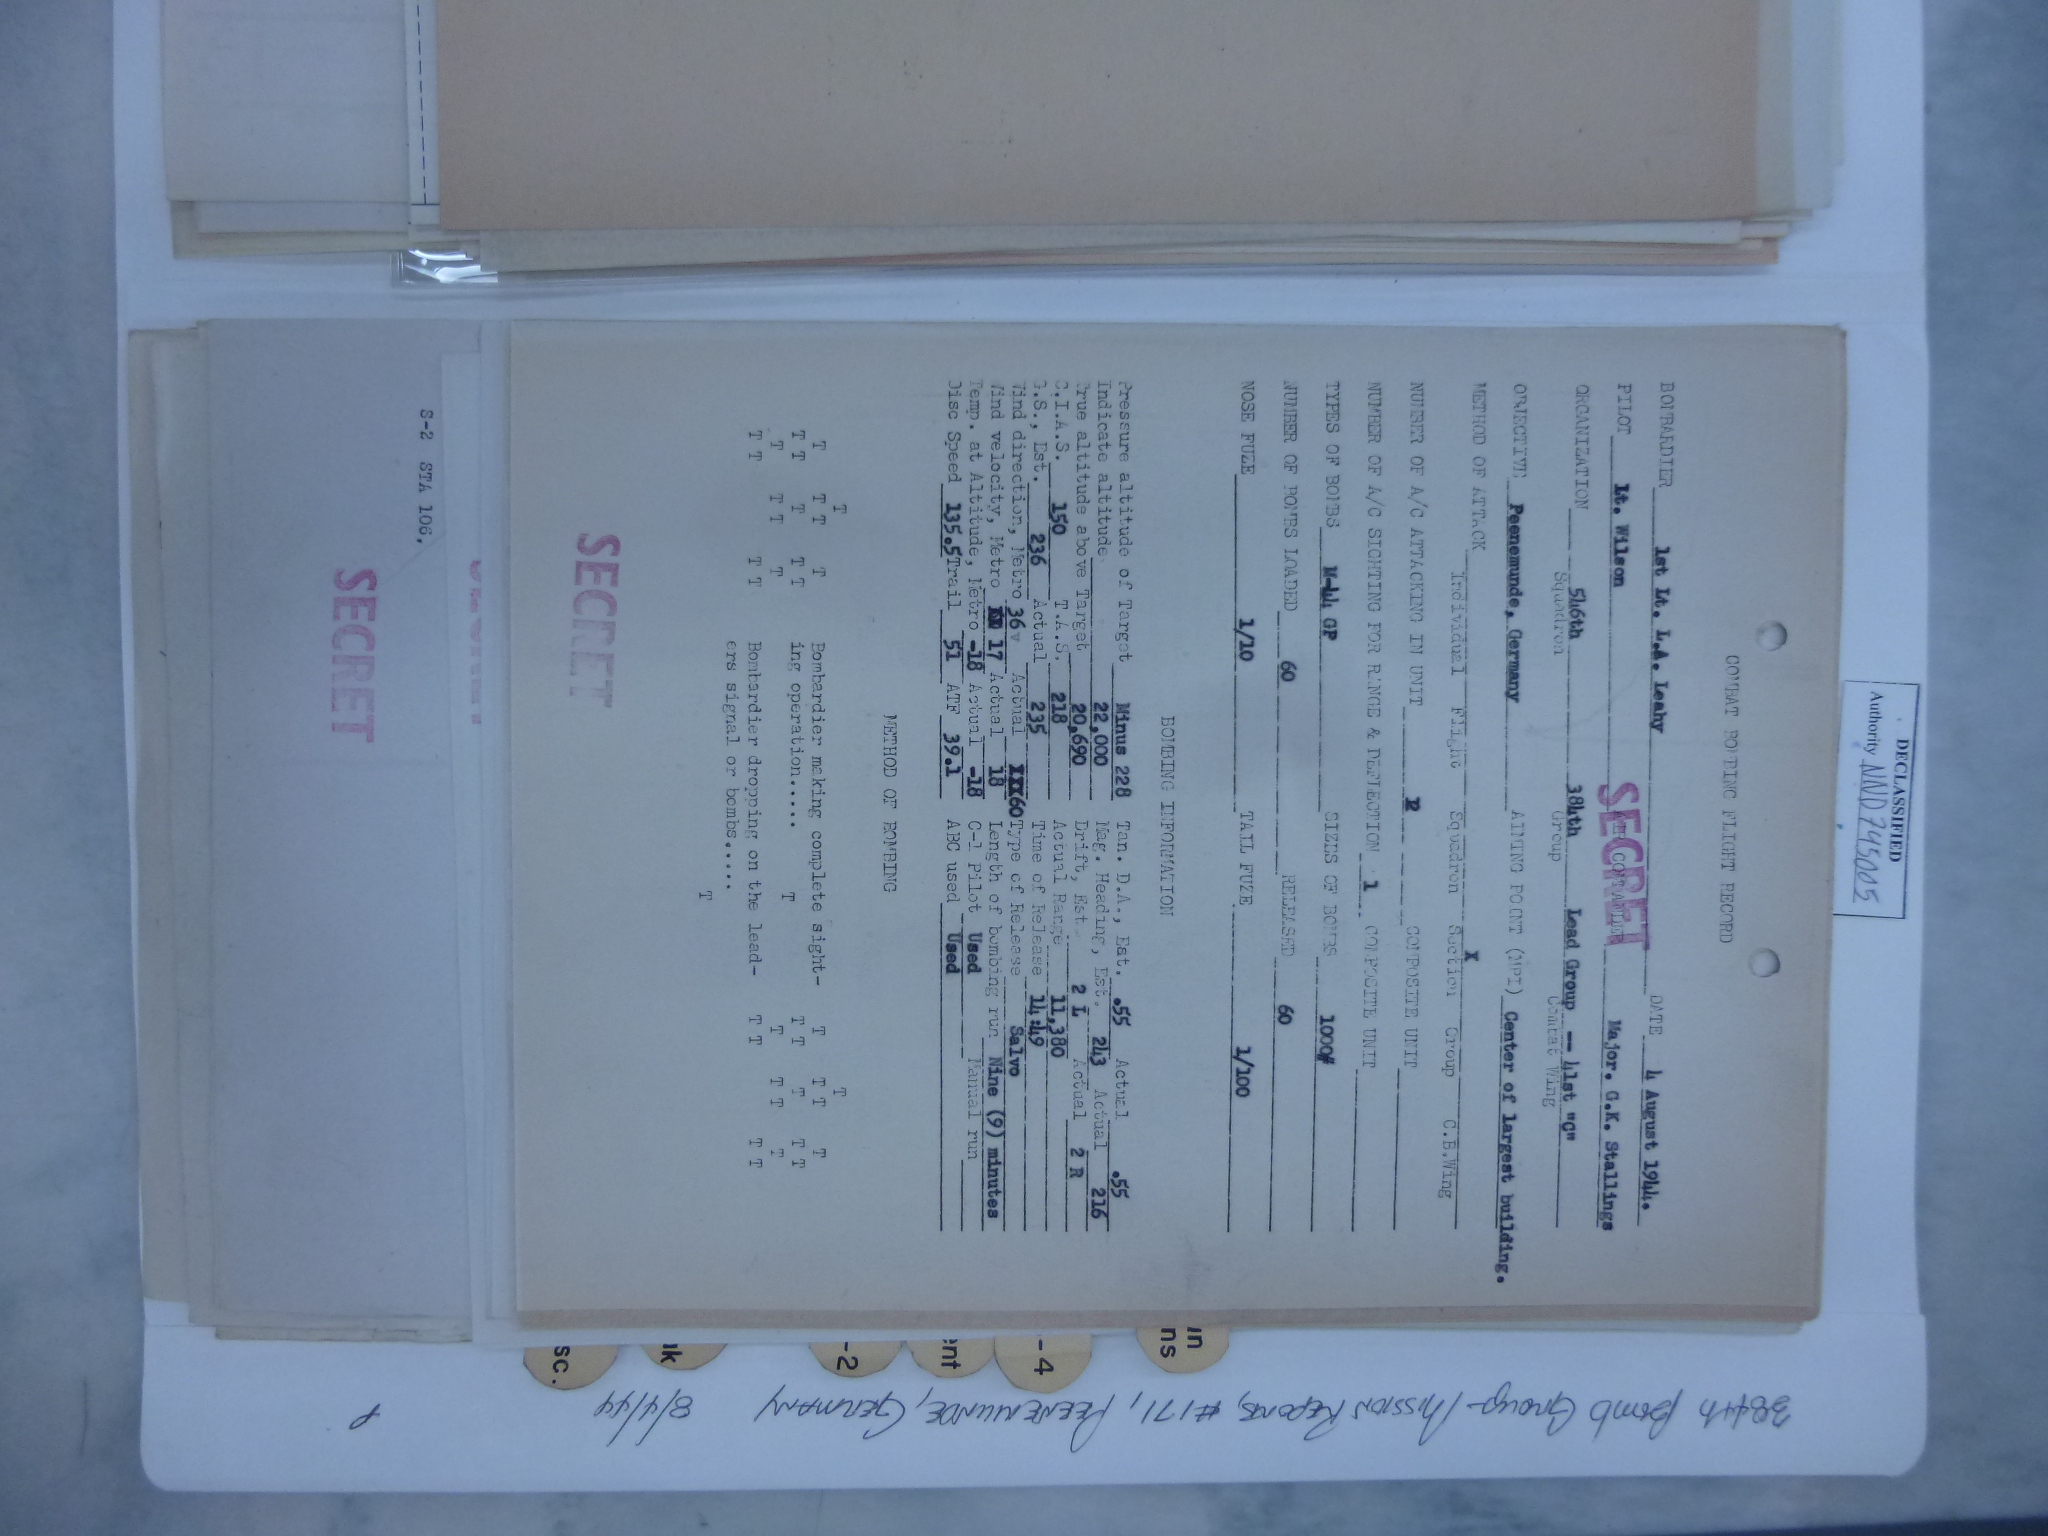 DECLASSIFIED
Authority NND 745005
COMBAT BOMBING FLIGHT RECORD
BOMBARDIER 1st Lt. L.A. Leahy DATE 4 August 1944.
PILOT Lt. Wilson Major. G.K. Stallings
SECRET
ORGANIZATION 546th 384th Lead Group -- 41st "C"
Squadron Group Combat Wing
OBJECTIVE Peenemunde, Germany AIMING POINT (MPI) Center of largest building.
METHOD OF ATTACK X
Individual Flight Squadron Section Group C.B.Wing
NUMBER OF A/C ATTACKING IN UNIT COMPOSITE UNIT
NUMBER OF A/C SIGHTING FOR RANGE & DEFLECTION 1 COMPOSITE UNIT
TYPES OF BOMBS M-44 GP SIZES OF BOMBS 1000#
NUMBER OF BOMBS LOADED 60 RELEASED 60
NOSE FUZE 1/10 TAIL FUZE 1/100
BOMBING INFORMATION
Pressure altitude of Target Minus 228 Tan. D.A., Est. .55 Actual .55
Indicate altitude 22,000 Mag. Heading, Est. 243 Actual 216
True altitude above Target 20,690 Drift, Est. 2 L Actual 2 R
C.I.A.S. 150 T.A.S. 218 Actual Range 11,380
G.S., Est. 236 Actual 235 Time of Release 14:49
Wind direction, Metro 36 Actual XXX60 Type of Release Salvo
Wind velocity, Metro 17 Actual 18 Length of bombing run Nine (9) minutes
Temp. at Altitude, Metro -18 Actual -18 C-1 Pilot Used Manual run
Disc Speed 135.5 Trail 51 ATF 39.1 ABC used Used
METHOD OF BOMBING
T T
T T T T Bombardier making complete sight- T T T T
T T T T T ing operation.... T T T T T
T T T T T T T T
T T T T Bombardier dropping on the lead- T T T T
ers signal or bombs.....
T
SECRET
S-2 STA 106,
SECRET
in
ns
-4
ent
-2
nk
sc.
384th Bomb Group - Mission Reports, #171, PEENEMUNDE, GERMANY 8/4/44